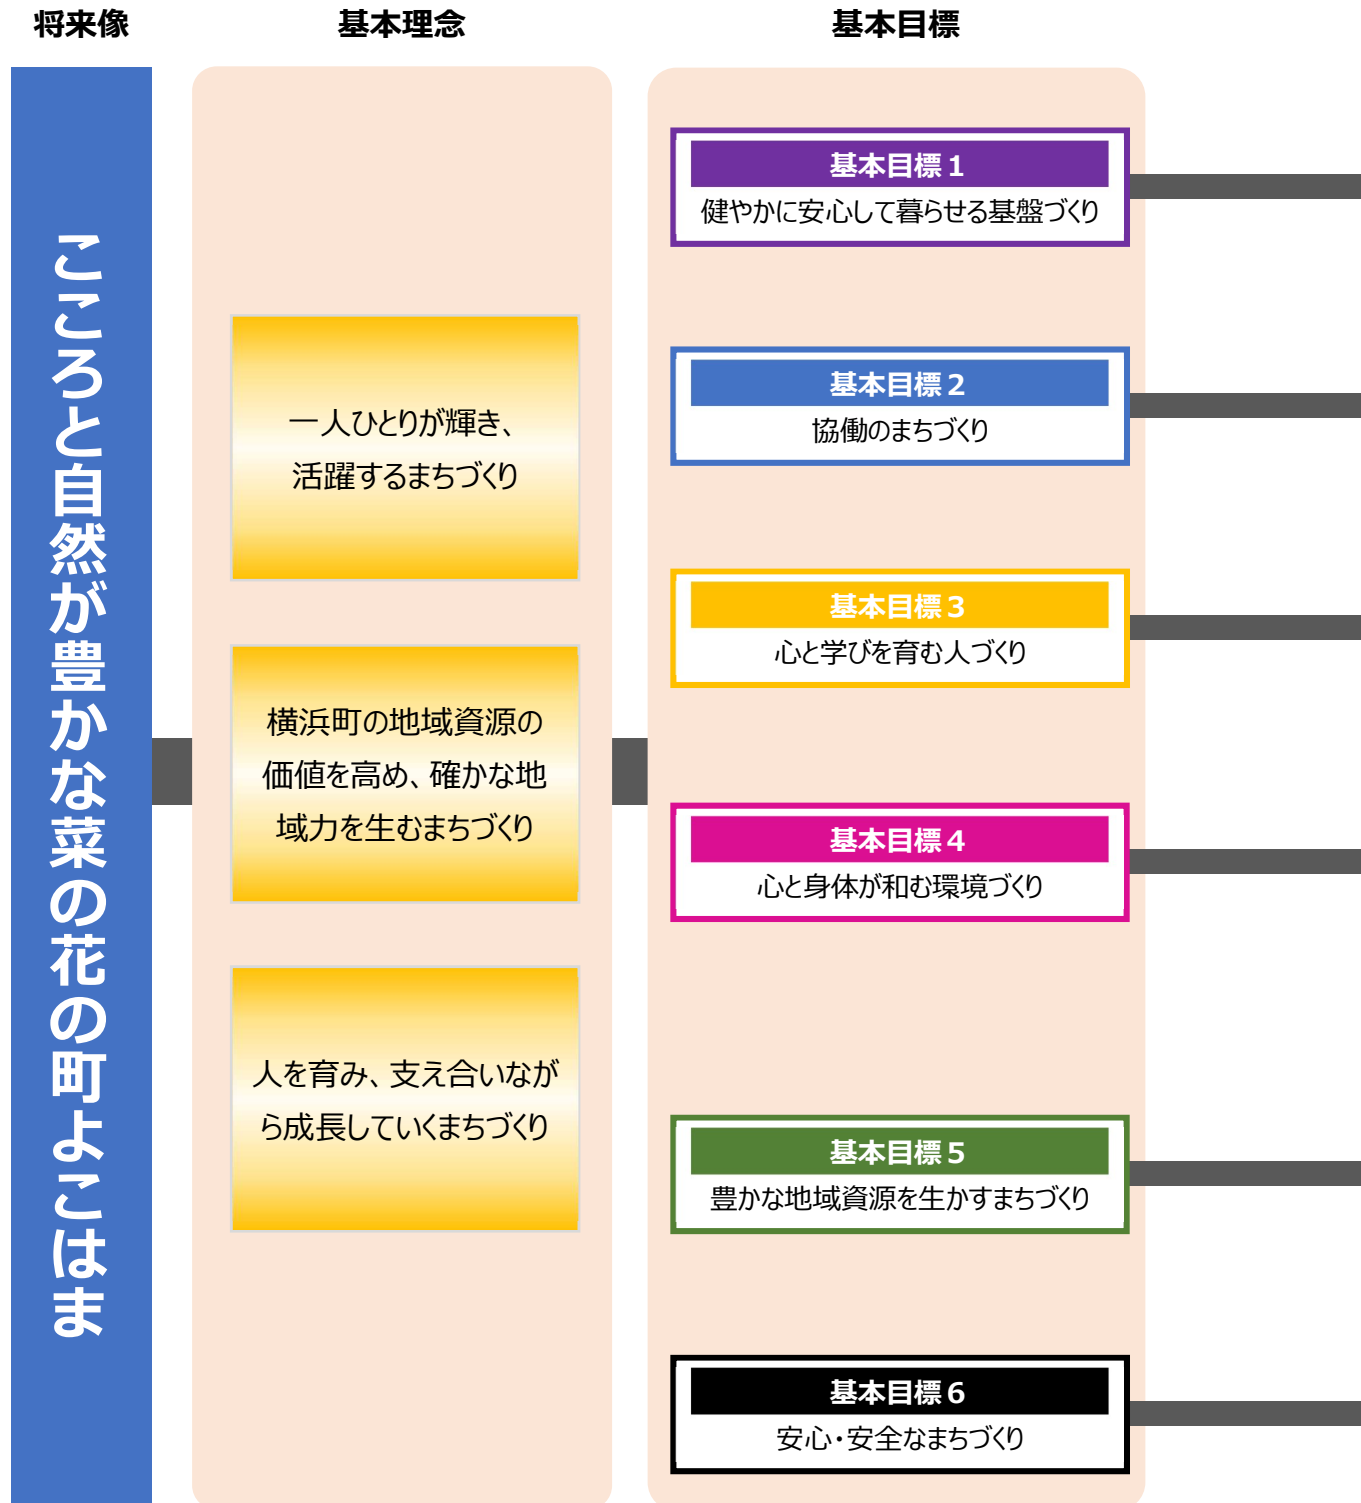 将来像
基本理念
基本目標
こころと自然が豊かな菜の花の町よこはま
一人ひとりが輝き、
活躍するまちづくり
横浜町の地域資源の
価値を高め、確かな地
域力を生むまちづくり
人を育み、支え合いなが
ら成長していくまちづくり
基本目標１
健やかに安心して暮らせる基盤づくり
基本目標２
協働のまちづくり
基本目標３
心と学びを育む人づくり
基本目標４
心と身体が和む環境づくり
基本目標５
豊かな地域資源を生かすまちづくり
基本目標６
安心・安全なまちづくり